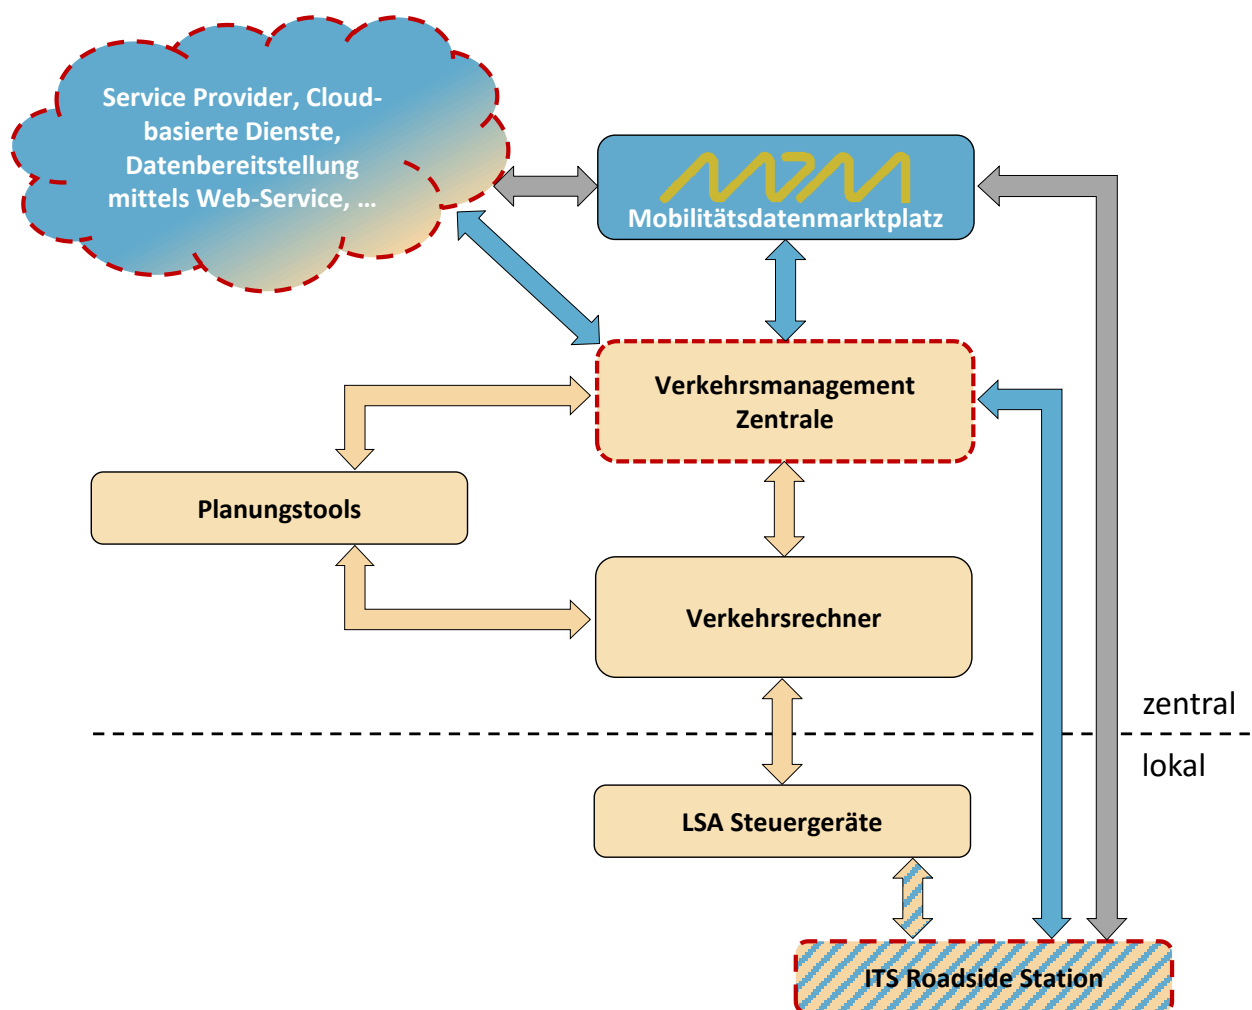 Service Provider, Cloud-
basierte Dienste,
Datenbereitstellung
mittels Web-Service, ...
MDM
Mobilitätsdatenmarktplatz
Verkehrsmanagement
Zentrale
Planungstools
Verkehrsrechner
zentral
lokal
LSA Steuergeräte
ITS Roadside Station